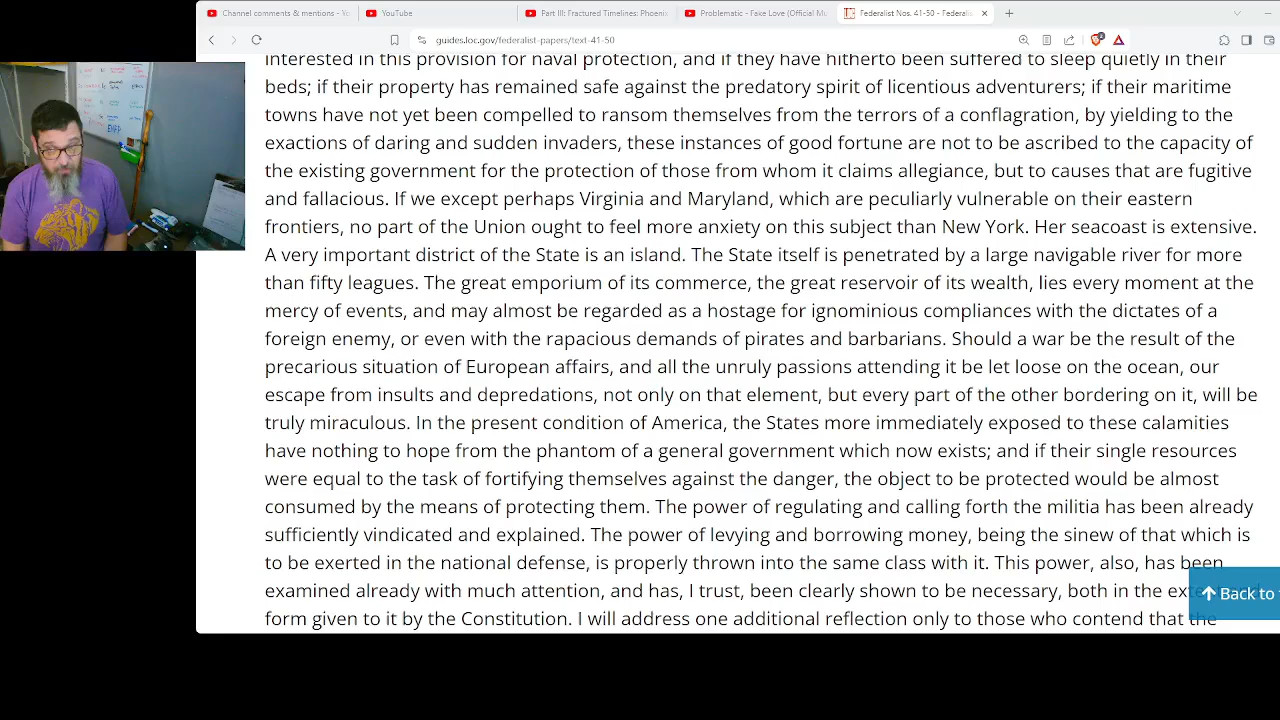 Channel comments & mentions - Yo
YouTube
Part III: Fractured Timelines: Phoenix
Problematic - Fake Love (Official Mu
Federalist Nos. 41-50 - Federalis
guides.loc.gov/federalist-papers/text-41-50
interested in this provision for naval protection, and if they have hitherto been suffered to sleep quietly in their
beds; if their property has remained safe against the predatory spirit of licentious adventurers; if their maritime
towns have not yet been compelled to ransom themselves from the terrors of a conflagration, by yielding to the
exactions of daring and sudden invaders, these instances of good fortune are not to be ascribed to the capacity of
the existing government for the protection of those from whom it claims allegiance, but to causes that are fugitive
and fallacious. If we except perhaps Virginia and Maryland, which are peculiarly vulnerable on their eastern
frontiers, no part of the Union ought to feel more anxiety on this subject than New York. Her seacoast is extensive.
A very important district of the State is an island. The State itself is penetrated by a large navigable river for more
than fifty leagues. The great emporium of its commerce, the great reservoir of its wealth, lies every moment at the
mercy of events, and may almost be regarded as a hostage for ignominious compliances with the dictates of a
foreign enemy, or even with the rapacious demands of pirates and barbarians. Should a war be the result of the
precarious situation of European affairs, and all the unruly passions attending it be let loose on the ocean, our
escape from insults and depredations, not only on that element, but every part of the other bordering on it, will be
truly miraculous. In the present condition of America, the States more immediately exposed to these calamities
have nothing to hope from the phantom of a general government which now exists; and if their single resources
were equal to the task of fortifying themselves against the danger, the object to be protected would be almost
consumed by the means of protecting them. The power of regulating and calling forth the militia has been already
sufficiently vindicated and explained. The power of levying and borrowing money, being the sinew of that which is
to be exerted in the national defense, is properly thrown into the same class with it. This power, also, has been
examined already with much attention, and has, I trust, been clearly shown to be necessary, both in the
form given to it by the Constitution. I will address one additional reflection only to those who contend that the
Back to